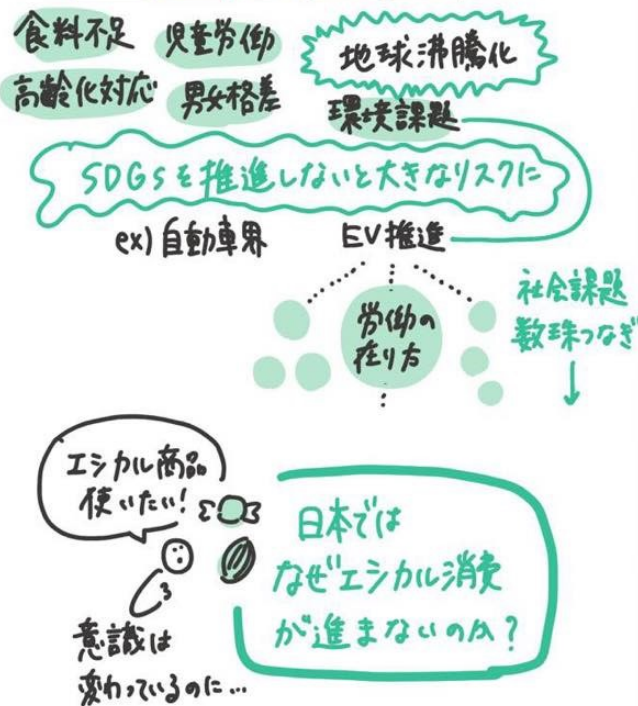 食料不足
児童労働
地球沸騰化
高齢化対応
男女格差
環境課題
SDGsを推進しないと大きなリスクに
ex) 自動車界
EV推進
労働の
在り方
社会課題
数珠つなぎ
エシカル商品
使いたい!
日本では
なぜエシカル消費
が進まないのか?
意識は
変わっているのに…